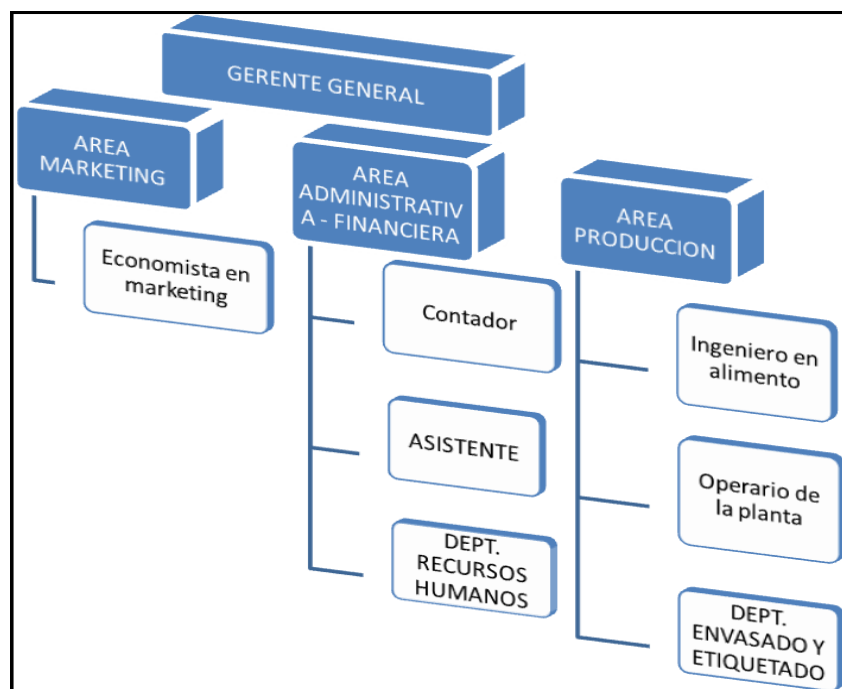 GERENTE GENERAL
AREA
MARKETING
Economista en
marketing
AREA
ADMINISTRATIV
A - FINANCIERA
Contador
ASISTENTE
DEPT.
RECURSOS
HUMANOS
AREA
PRODUCCION
Ingeniero en
alimento
Operario de
la planta
DEPT.
ENVASADO Y
ETIQUETADO